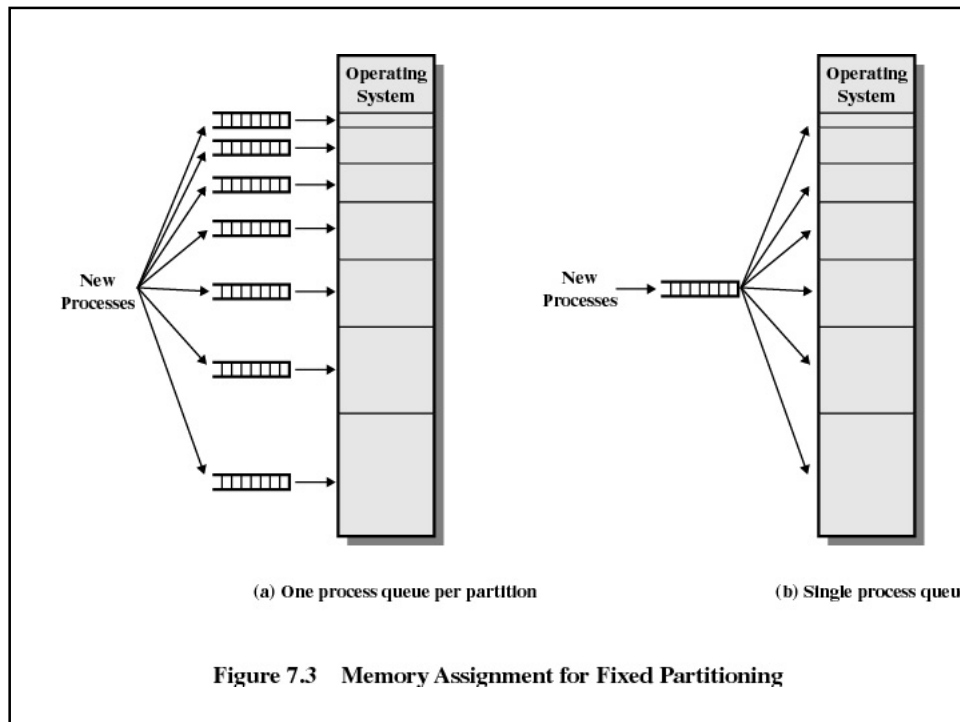 Operating
System
New
Processes
(a) One process queue per partition
Operating
System
New
Processes
(b) Single process queu
Figure 7.3 Memory Assignment for Fixed Partitioning